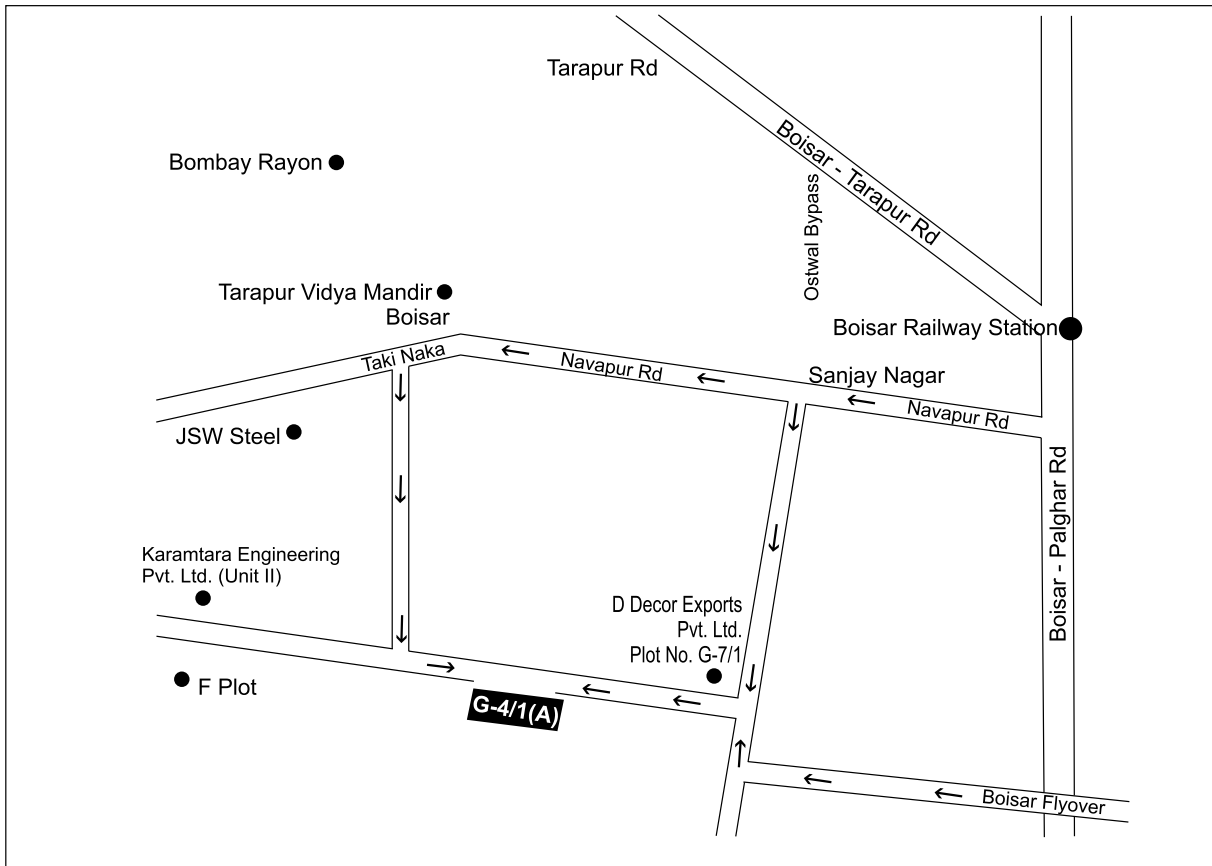 Tarapur Rd
Boisar - Tarapur Rd
Bombay Rayon
Ostwal Bypass
Tarapur Vidya Mandir
Boisar
Boisar Railway Station
Taki Naka
Navapur Rd
Sanjay Nagar
Navapur Rd
JSW Steel
Boisar - Palghar Rd
Karamtara Engineering
Pvt. Ltd. (Unit II)
D Decor Exports
Pvt. Ltd.
Plot No. G-7/1
F Plot
G-4/1(A)
Boisar Flyover